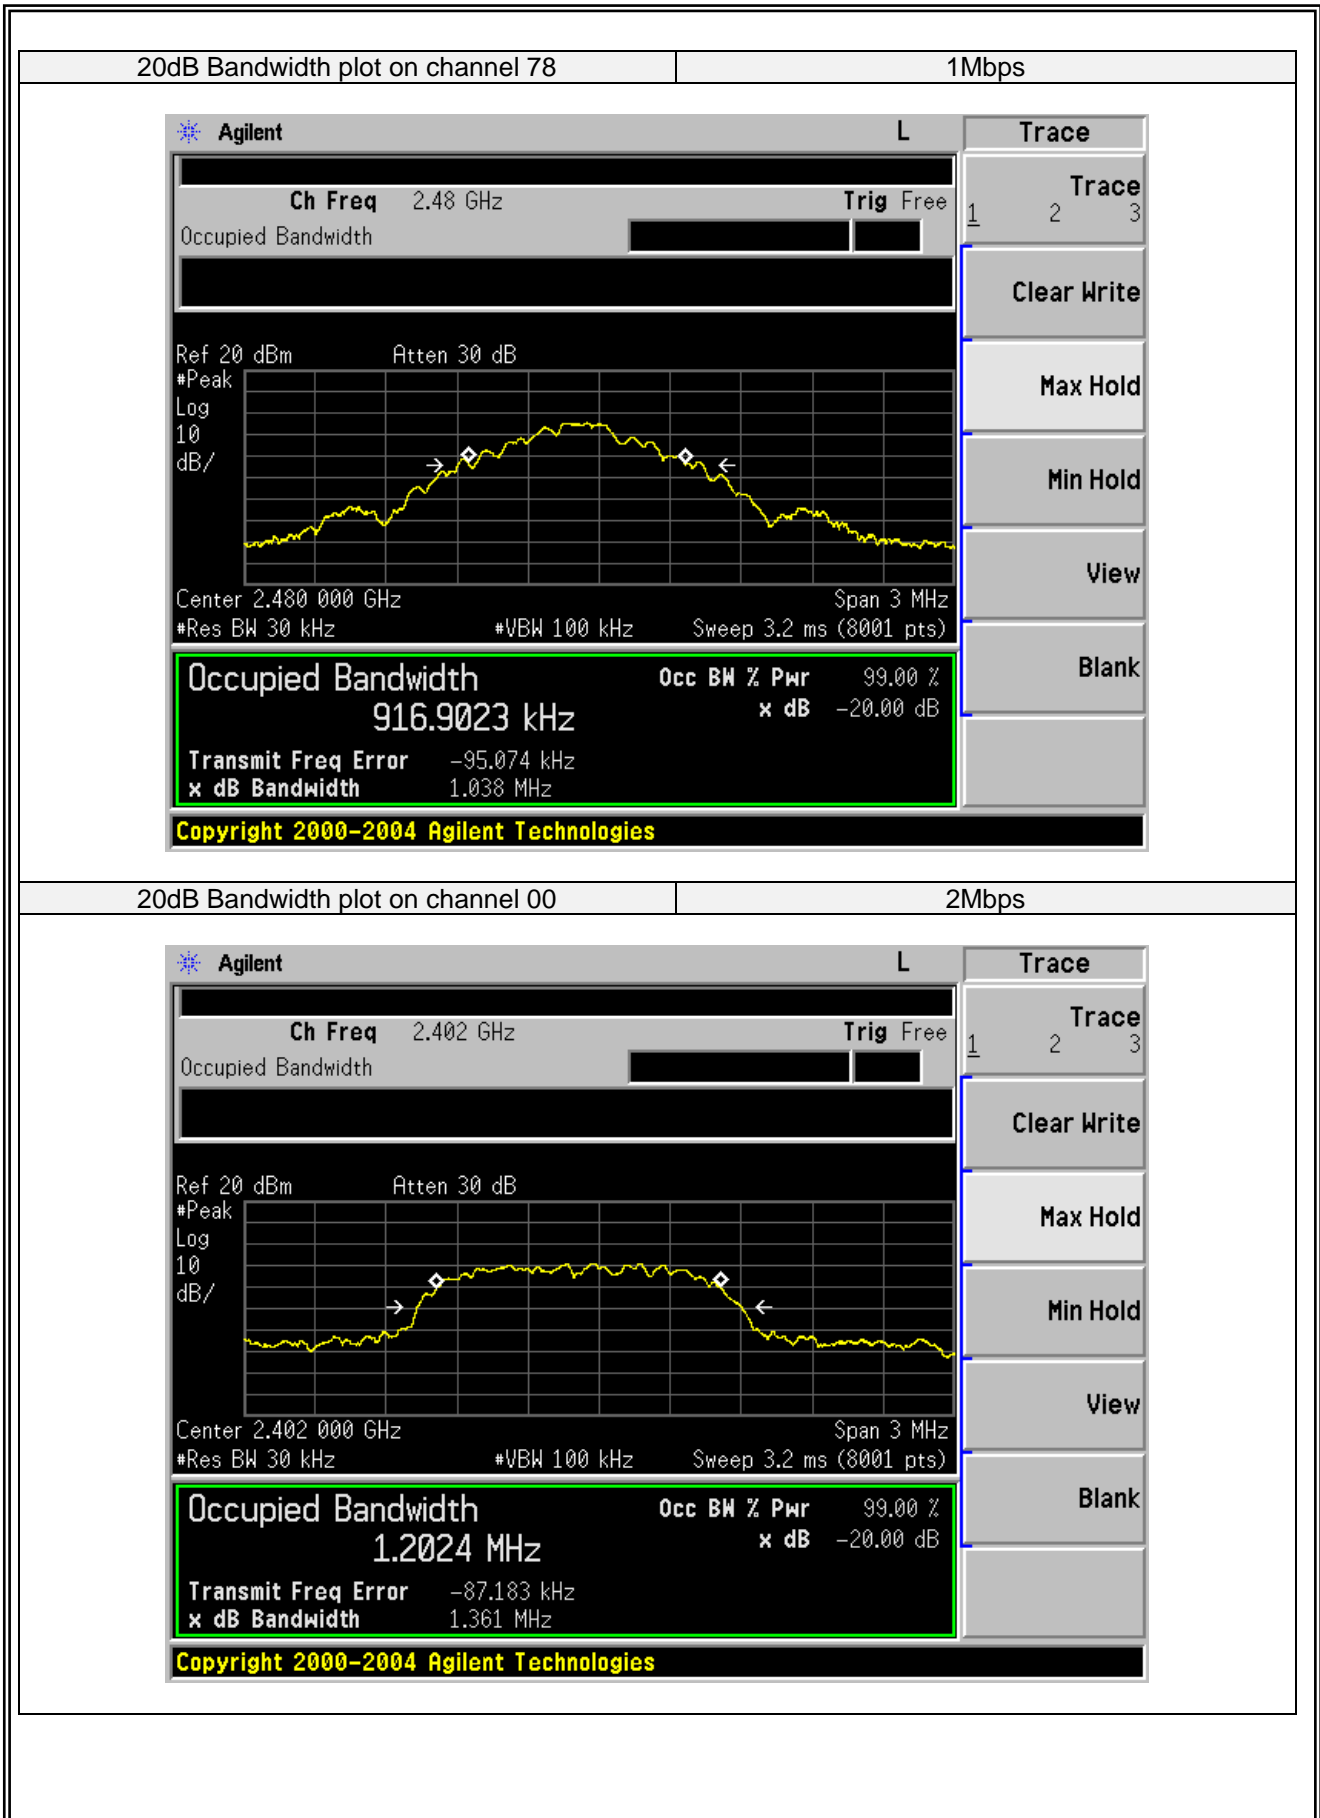 20dB Bandwidth plot on channel 78 1Mbps
Agilent L Trace
Ch Freq 2.48 GHz Trig Free
Occupied Bandwidth
Trace
1 2 3
Clear Write
Max Hold
Min Hold
View
Blank
Ref 20 dBm Atten 30 dB
#Peak
Log
10
dB/
Center 2.480 000 GHz Span 3 MHz
#Res BW 30 kHz #VBW 100 kHz Sweep 3.2 ms (8001 pts)
Occupied Bandwidth Occ BW % Pwr 99.00 %
916.9023 kHz x dB -20.00 dB
Transmit Freq Error -95.074 kHz
x dB Bandwidth 1.038 MHz
Copyright 2000-2004 Agilent Technologies
20dB Bandwidth plot on channel 00 2Mbps
Agilent L Trace
Ch Freq 2.402 GHz Trig Free
Occupied Bandwidth
Trace
1 2 3
Clear Write
Max Hold
Min Hold
View
Blank
Ref 20 dBm Atten 30 dB
#Peak
Log
10
dB/
Center 2.402 000 GHz Span 3 MHz
#Res BW 30 kHz #VBW 100 kHz Sweep 3.2 ms (8001 pts)
Occupied Bandwidth Occ BW % Pwr 99.00 %
1.2024 MHz x dB -20.00 dB
Transmit Freq Error -87.183 kHz
x dB Bandwidth 1.361 MHz
Copyright 2000-2004 Agilent Technologies